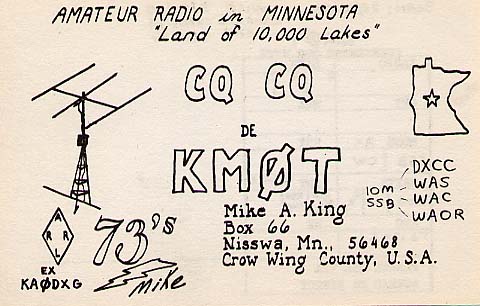 AMATEUR RADIO in MINNESOTA
"Land of 10,000 Lakes"
CQ CQ
DE
KMØT
10M SSB
DXCC
WAS
WAC
WAOR
Mike A. King
Box 66
Nisswa, Mn., 56468
Crow Wing County, U.S.A.
A
R R
L
EX
KAØDXG
73's
Mike